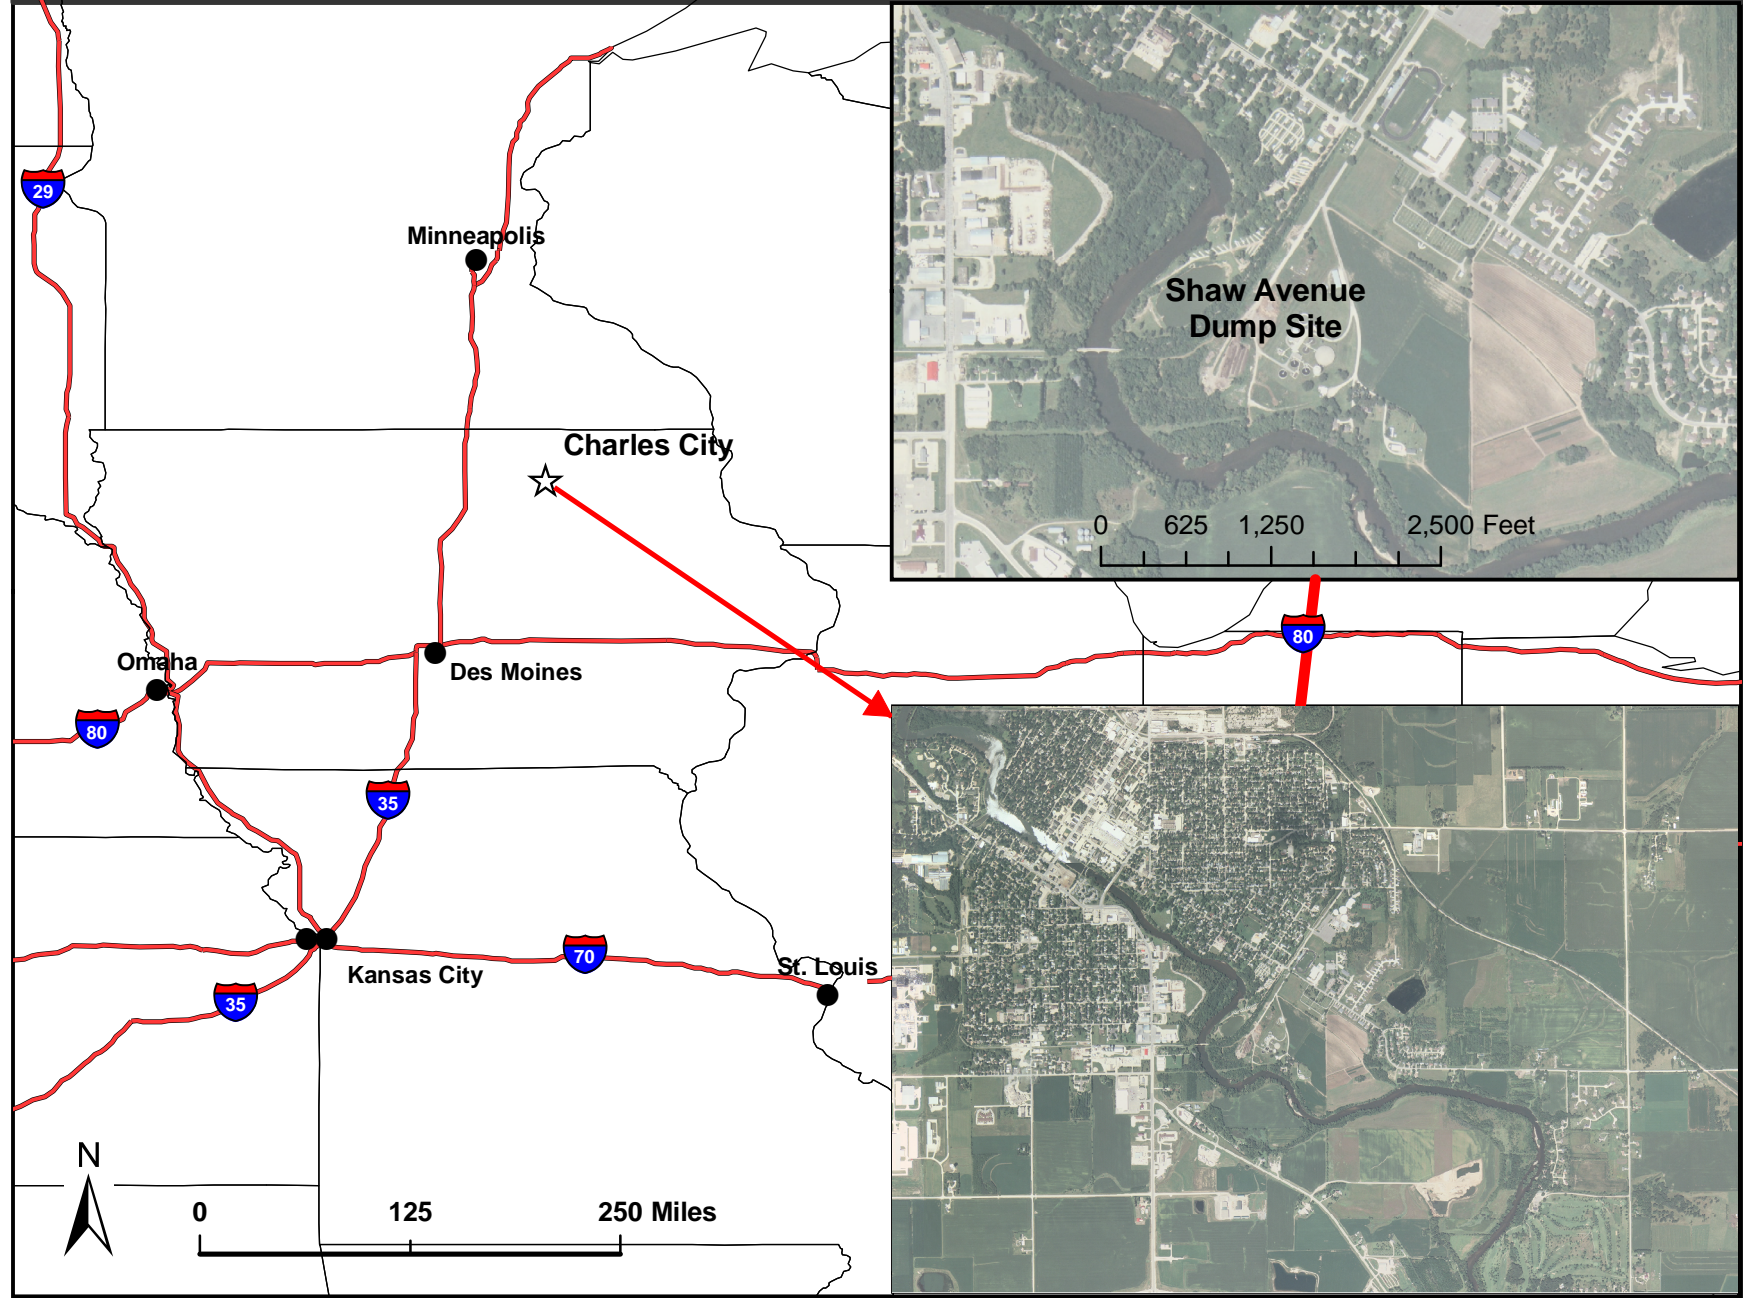 29
Minneapolis
Charles City
Shaw Avenue
Dump Site
0 625 1,250 2,500 Feet
80
Omaha
Des Moines
80
35
70
St. Louis
Kansas City
35
N
0 125 250 Miles